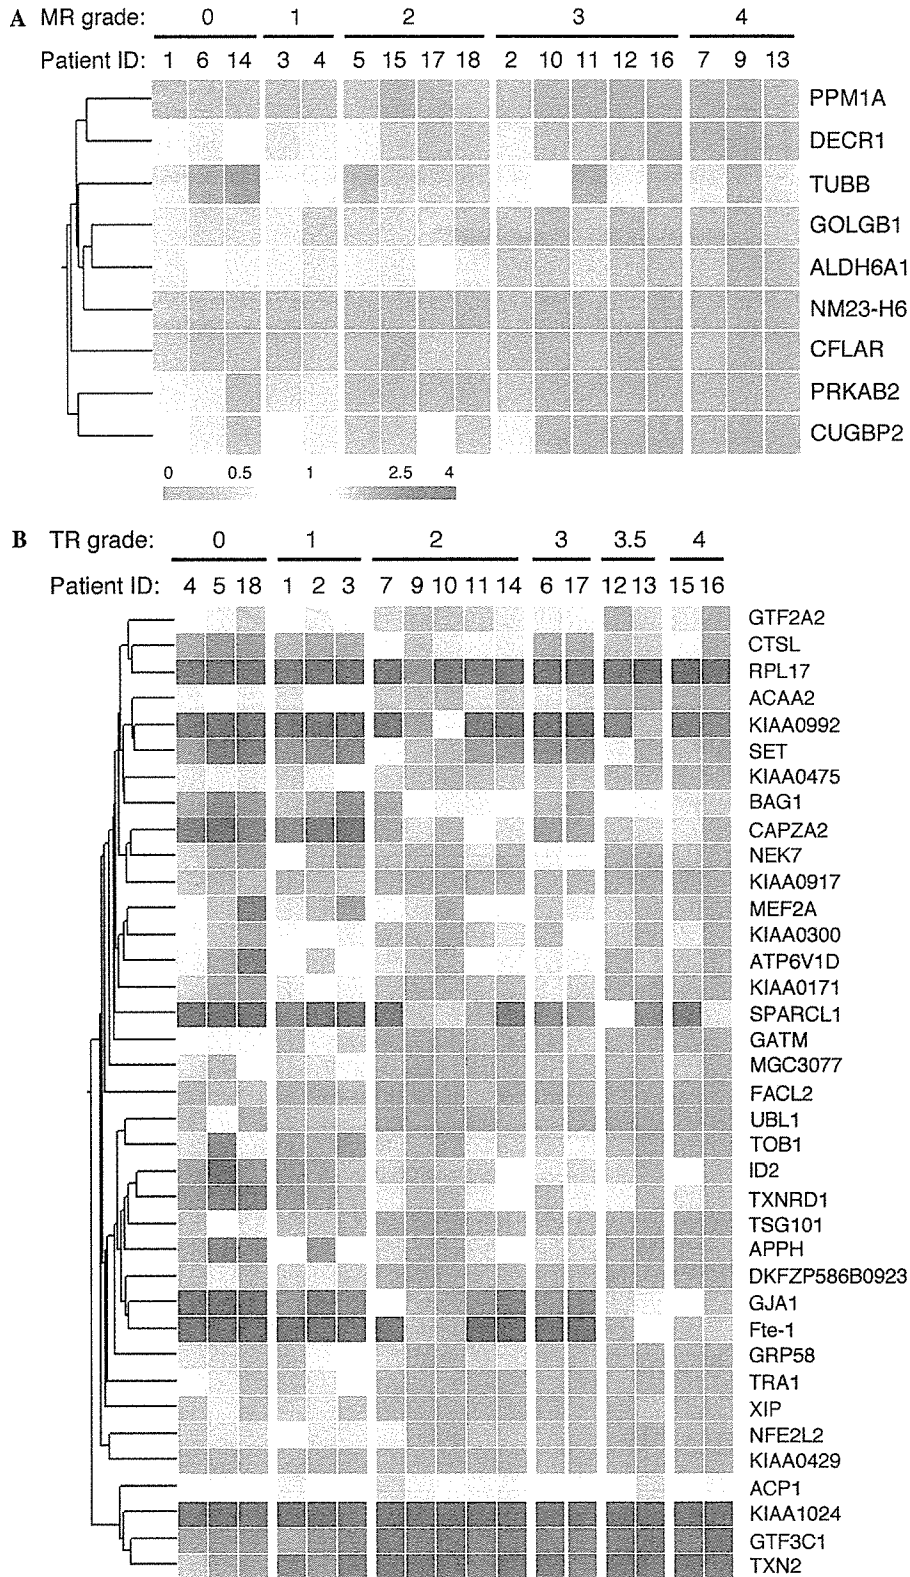 A MR grade: 0 1 2 3 4
Patient ID: 1 6 14 3 4 5 15 17 18 2 10 11 12 16 7 9 13
PPM1A
DECR1
TUBB
GOLGB1
ALDH6A1
NM23-H6
CFLAR
PRKAB2
CUGBP2
0 0.5 1 2.5 4
B TR grade: 0 1 2 3 3.5 4
Patient ID: 4 5 18 1 2 3 7 9 10 11 14 6 17 12 13 15 16
GTF2A2
CTSL
RPL17
ACAA2
KIAA0992
SET
KIAA0475
BAG1
CAPZA2
NEK7
KIAA0917
MEF2A
KIAA0300
ATP6V1D
KIAA0171
SPARCL1
GATM
MGC3077
FACL2
UBL1
TOB1
ID2
TXNRD1
TSG101
APPH
DKFZP586B0923
GJA1
Fte-1
GRP58
TRA1
XIP
NFE2L2
KIAA0429
ACP1
KIAA1024
GTF3C1
TXN2